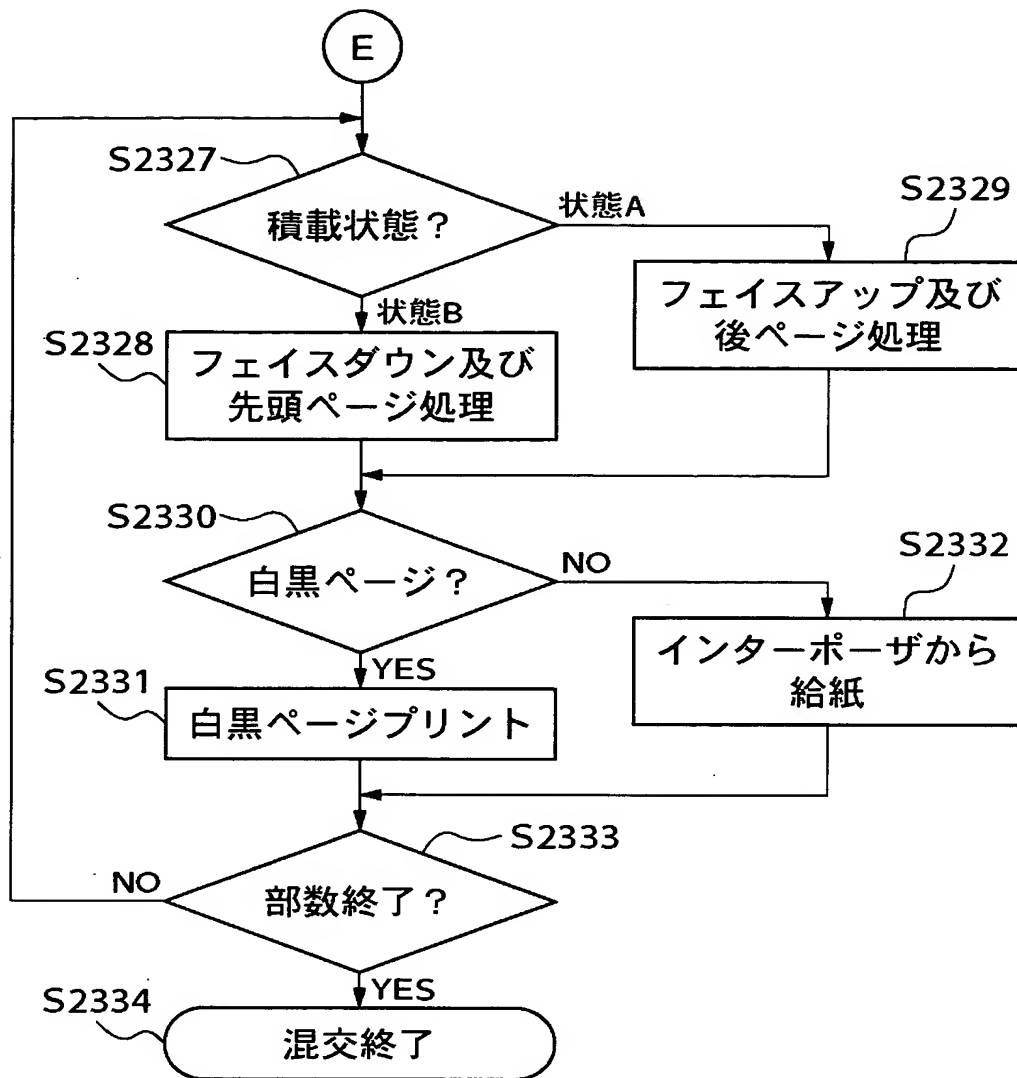 E
S2327
積載状態？
状態A
S2329
フェイスアップ及び
後ページ処理
状態B
S2328
フェイスダウン及び
先頭ページ処理
S2330
白黒ページ？
NO
S2332
インターポーザから
給紙
YES
S2331
白黒ページプリント
S2333
NO
部数終了？
YES
S2334
混交終了